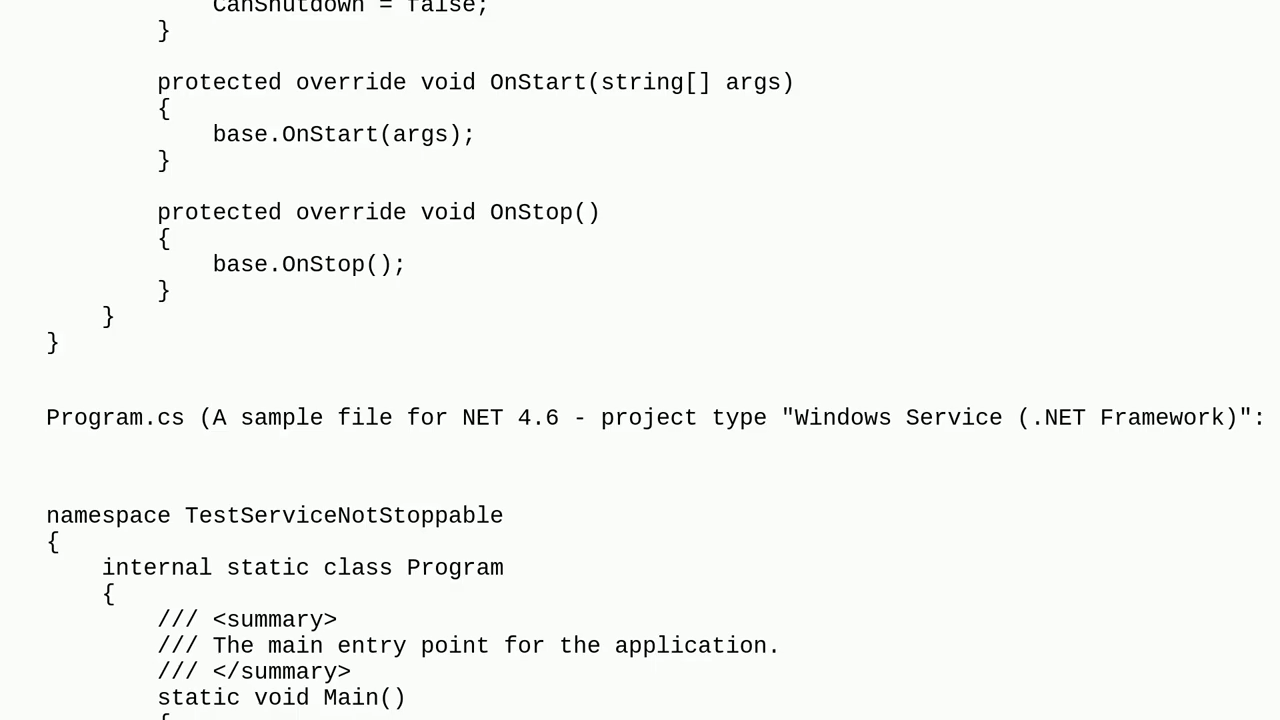 CanShutdown = false;
}
protected override void OnStart(string[] args)
{
base.OnStart(args);
}
protected override void OnStop()
{
base.OnStop();
}
}
}
Program.cs (A sample file for NET 4.6 - project type "Windows Service (.NET Framework)":
namespace TestServiceNotStoppable
{
internal static class Program
{
/// <summary>
/// The main entry point for the application.
/// </summary>
static void Main()
{